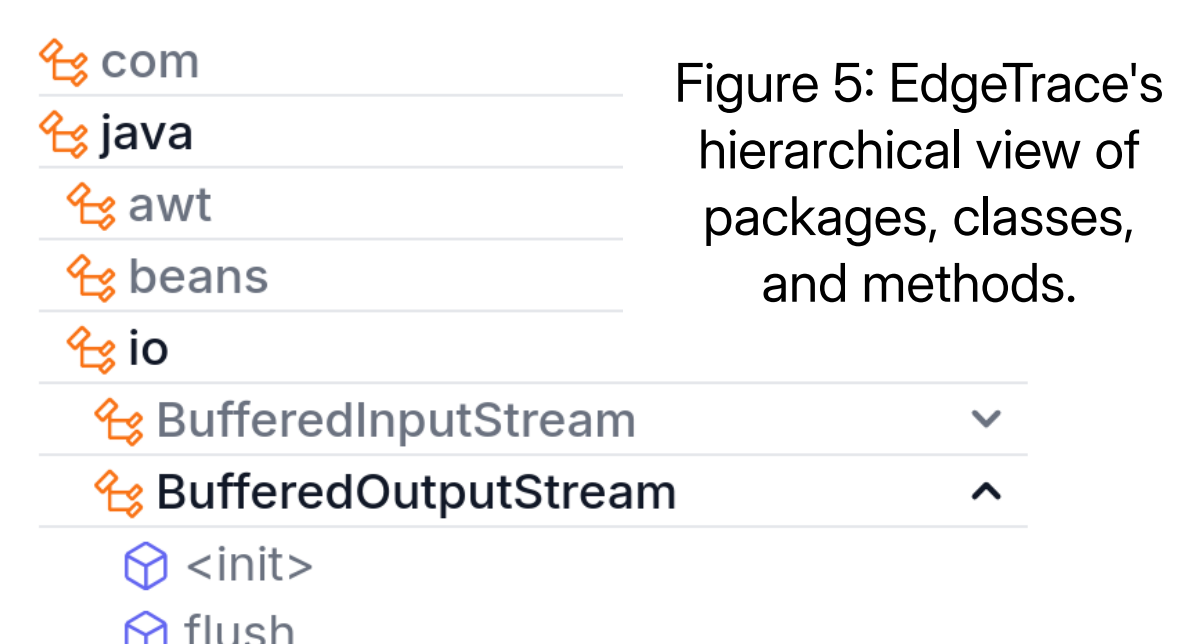 com
java
awt
beans
io
BufferedInputStream
BufferedOutputStream
<init>
flush
Figure 5: EdgeTrace's
hierarchical view of
packages, classes,
and methods.